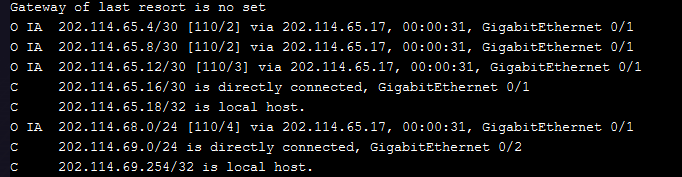 Gateway of last resort is no set
O IA  202.114.65.4/30 [110/2] via 202.114.65.17, 00:00:31, GigabitEthernet 0/1
O IA  202.114.65.8/30 [110/2] via 202.114.65.17, 00:00:31, GigabitEthernet 0/1
O IA  202.114.65.12/30 [110/3] via 202.114.65.17, 00:00:31, GigabitEthernet 0/1
C     202.114.65.16/30 is directly connected, GigabitEthernet 0/1
C     202.114.65.18/32 is local host.
O IA  202.114.68.0/24 [110/4] via 202.114.65.17, 00:00:31, GigabitEthernet 0/1
C     202.114.69.0/24 is directly connected, GigabitEthernet 0/2
C     202.114.69.254/32 is local host.